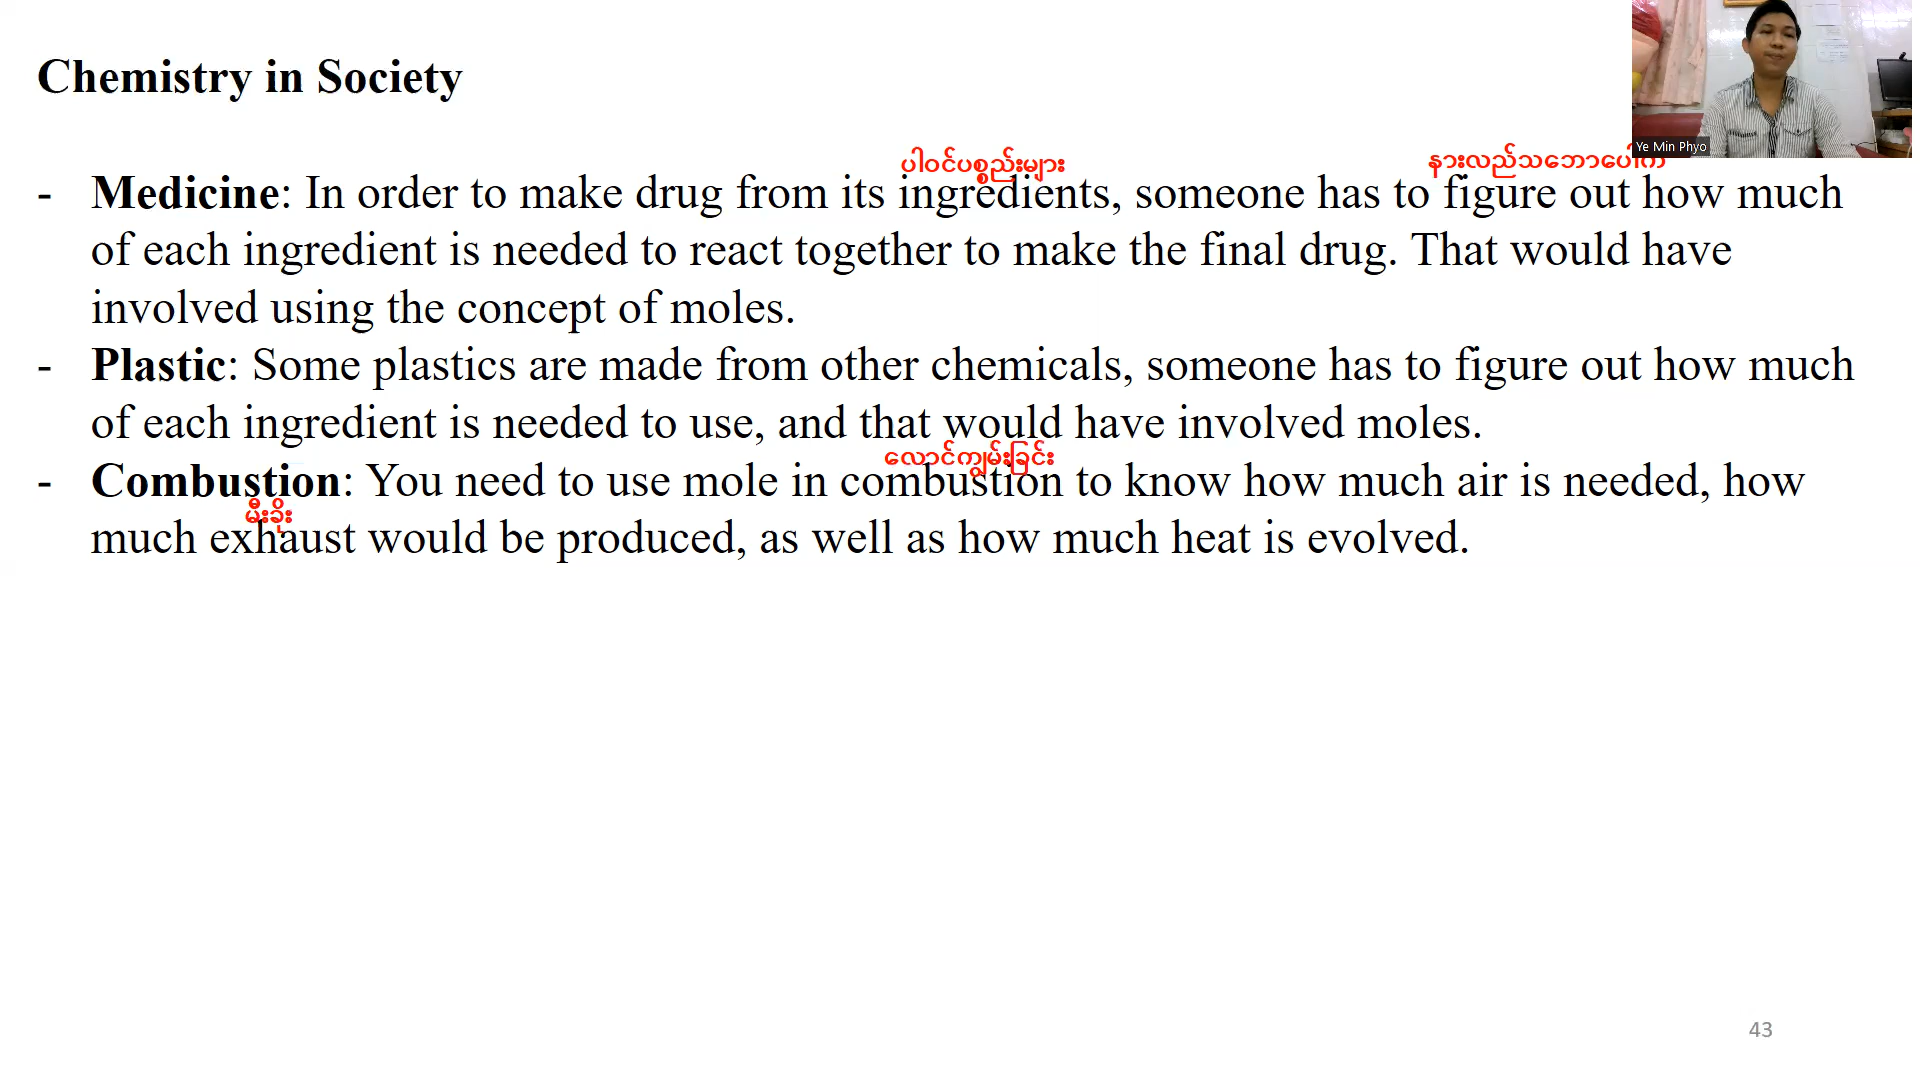 Chemistry in Society
Ye Min Phyo
ပါဝင်ပစ္စည်းများ
နားလည်သဘောပေါက်
- Medicine: In order to make drug from its ingredients, someone has to figure out how much
of each ingredient is needed to react together to make the final drug. That would have
involved using the concept of moles.
- Plastic: Some plastics are made from other chemicals, someone has to figure out how much
of each ingredient is needed to use, and that would have involved moles.
လောင်ကျွမ်းခြင်း
- Combustion: You need to use mole in combustion to know how much air is needed, how
မီးခိုး
much exhaust would be produced, as well as how much heat is evolved.
43